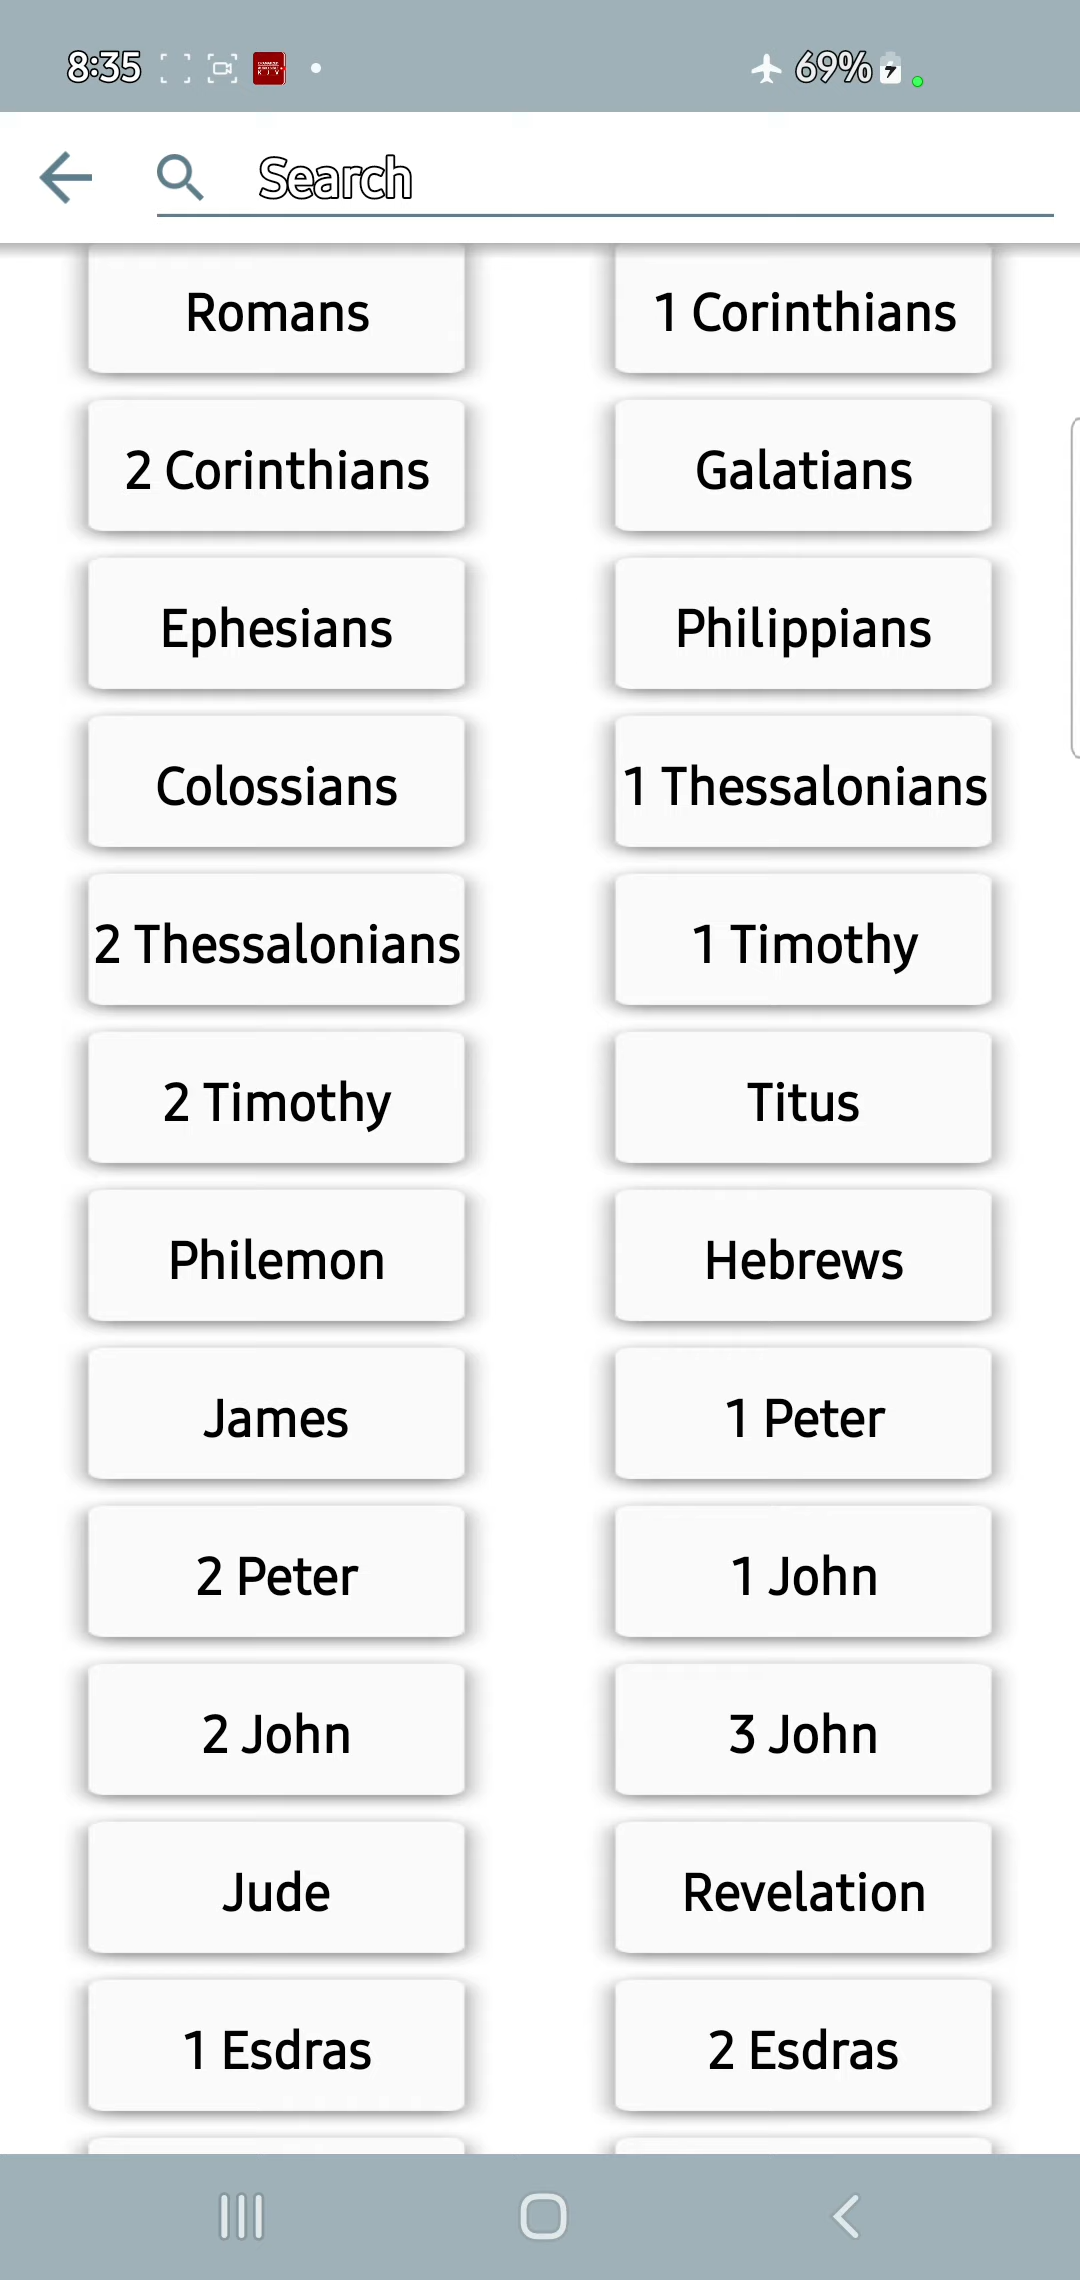 8:35 69%
Search
Romans 1 Corinthians
2 Corinthians Galatians
Ephesians Philippians
Colossians 1 Thessalonians
2 Thessalonians 1 Timothy
2 Timothy Titus
Philemon Hebrews
James 1 Peter
2 Peter 1 John
2 John 3 John
Jude Revelation
1 Esdras 2 Esdras